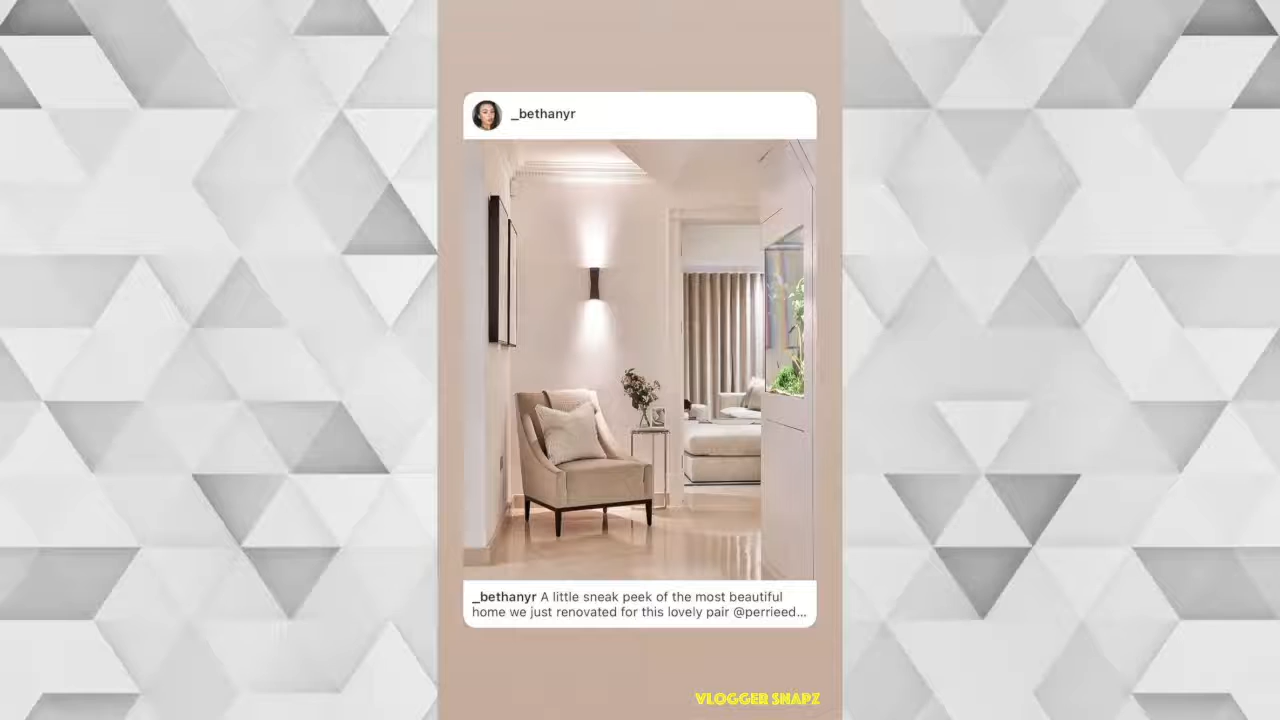 _bethanyr
_bethanyr A little sneak peek of the most beautiful
home we just renovated for this lovely pair @perrieed...
VLOGGER SNAPZ